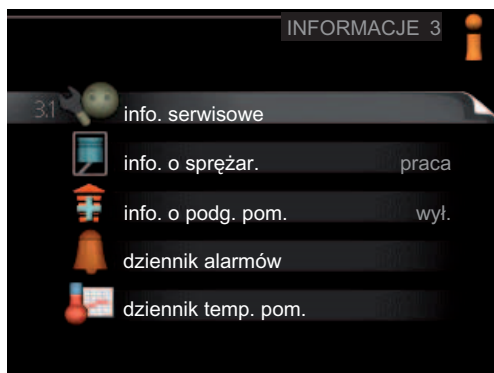 INFORMACJE 3
3.1 info. serwisowe
info. o sprężar. praca
info. o podg. pom. wył.
dziennik alarmów
dziennik temp. pom.